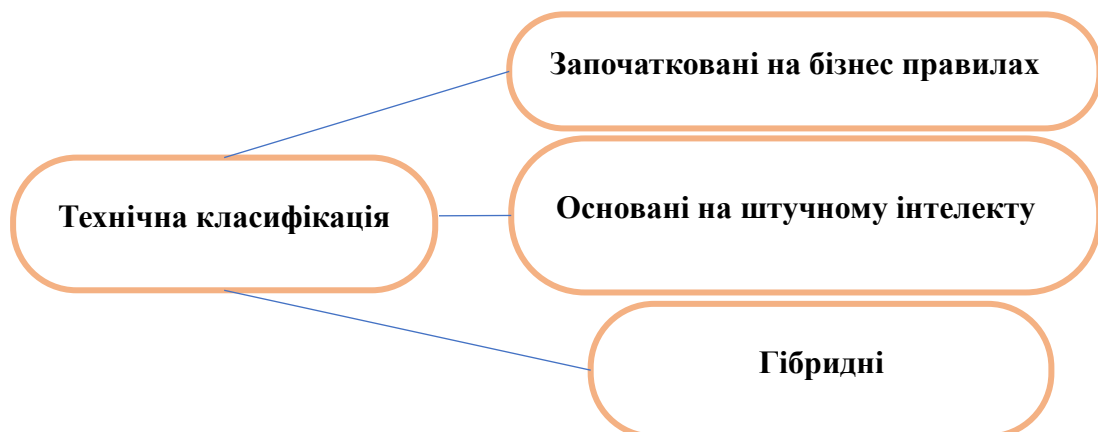 Започатковані на бізнес правилах
Технічна класифікація
Основані на штучному інтелекту
Гібридні